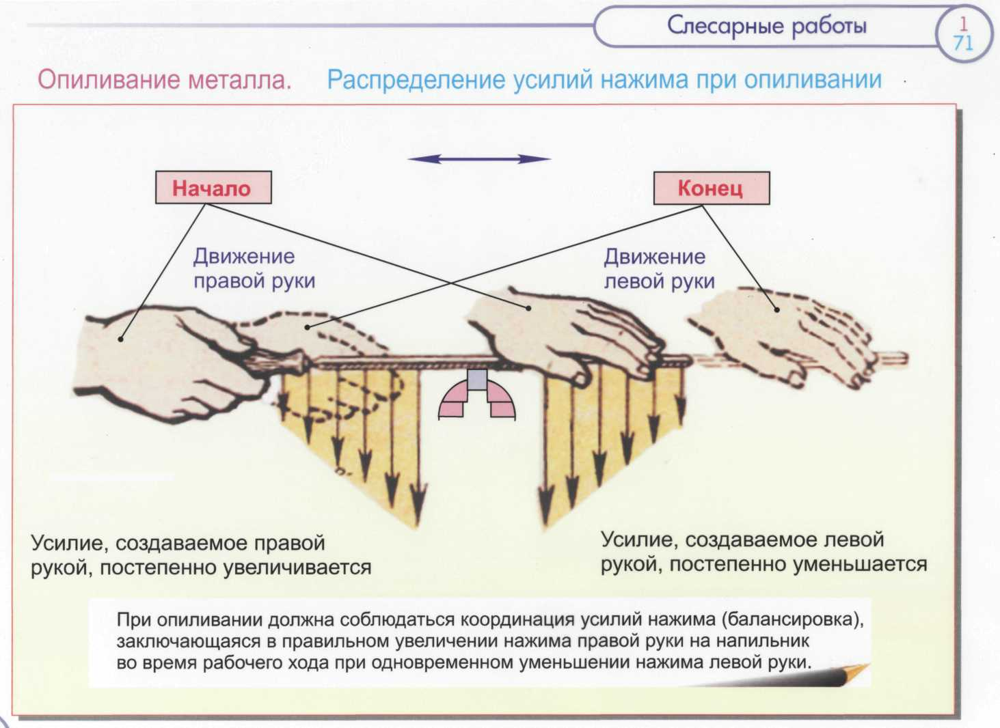 Слесарные работы
1
71
Опиливание металла. Распределение усилий нажима при опиливании
Начало
Конец
Движение
правой руки
Движение
левой руки
Усилие, создаваемое правой
рукой, постепенно увеличивается
Усилие, создаваемое левой
рукой, постепенно уменьшается
При опиливании должна соблюдаться координация усилий нажима (балансировка),
заключающаяся в правильном увеличении нажима правой руки на напильник
во время рабочего хода при одновременном уменьшении нажима левой руки.